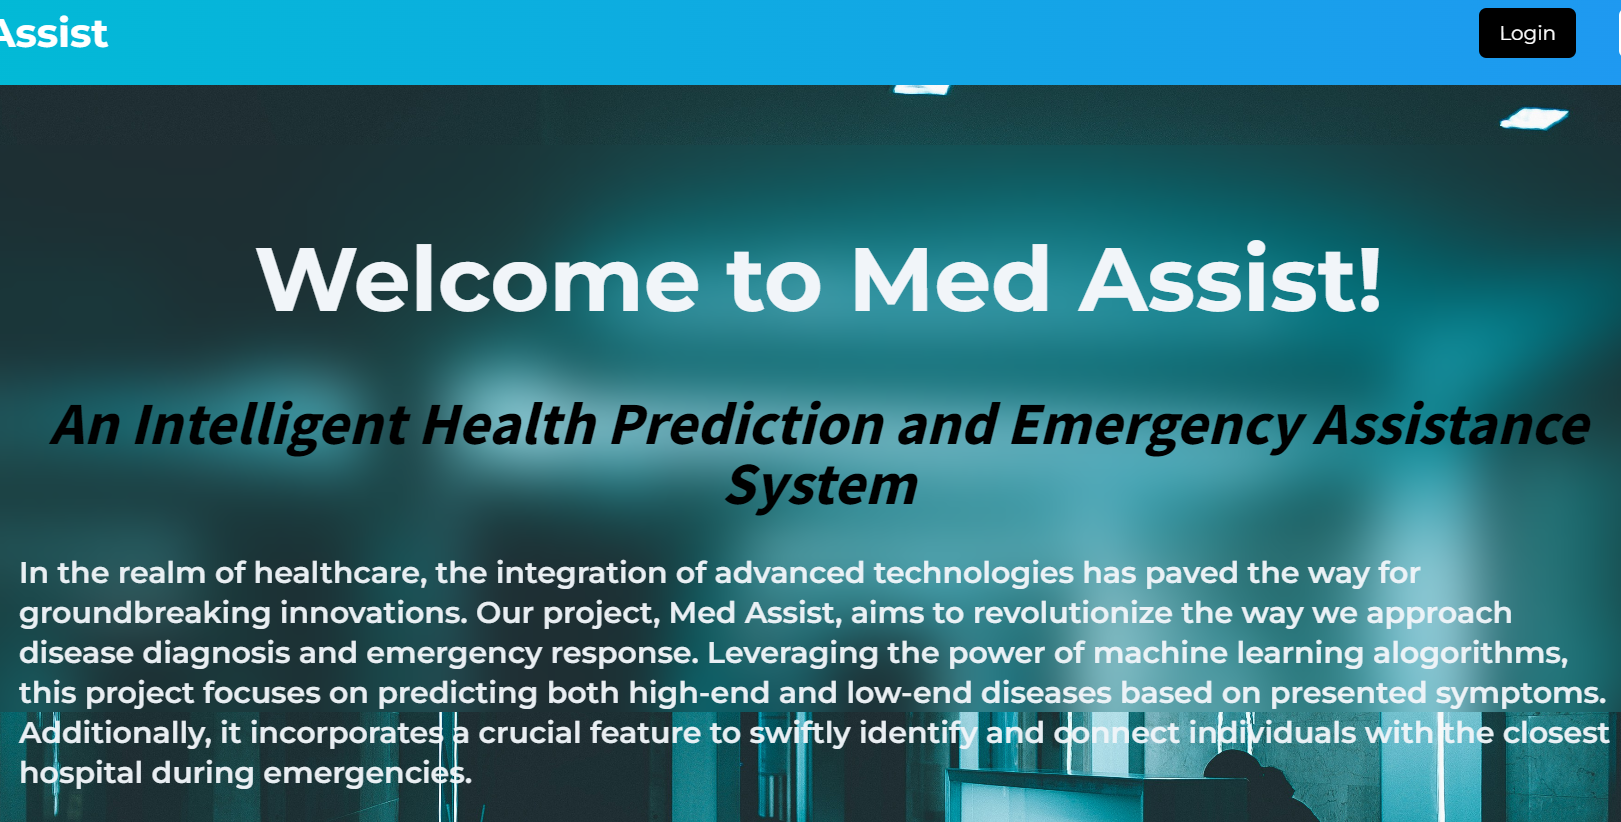 Assist
Login
Welcome to Med Assist!
An Intelligent Health Prediction and Emergency Assistance
System
In the realm of healthcare, the integration of advanced technologies has paved the way for
groundbreaking innovations. Our project, Med Assist, aims to revolutionize the way we approach
disease diagnosis and emergency response. Leveraging the power of machine learning alogorithms,
this project focuses on predicting both high-end and low-end diseases based on presented symptoms.
Additionally, it incorporates a crucial feature to swiftly identify and connect individuals with the closest
hospital during emergencies.